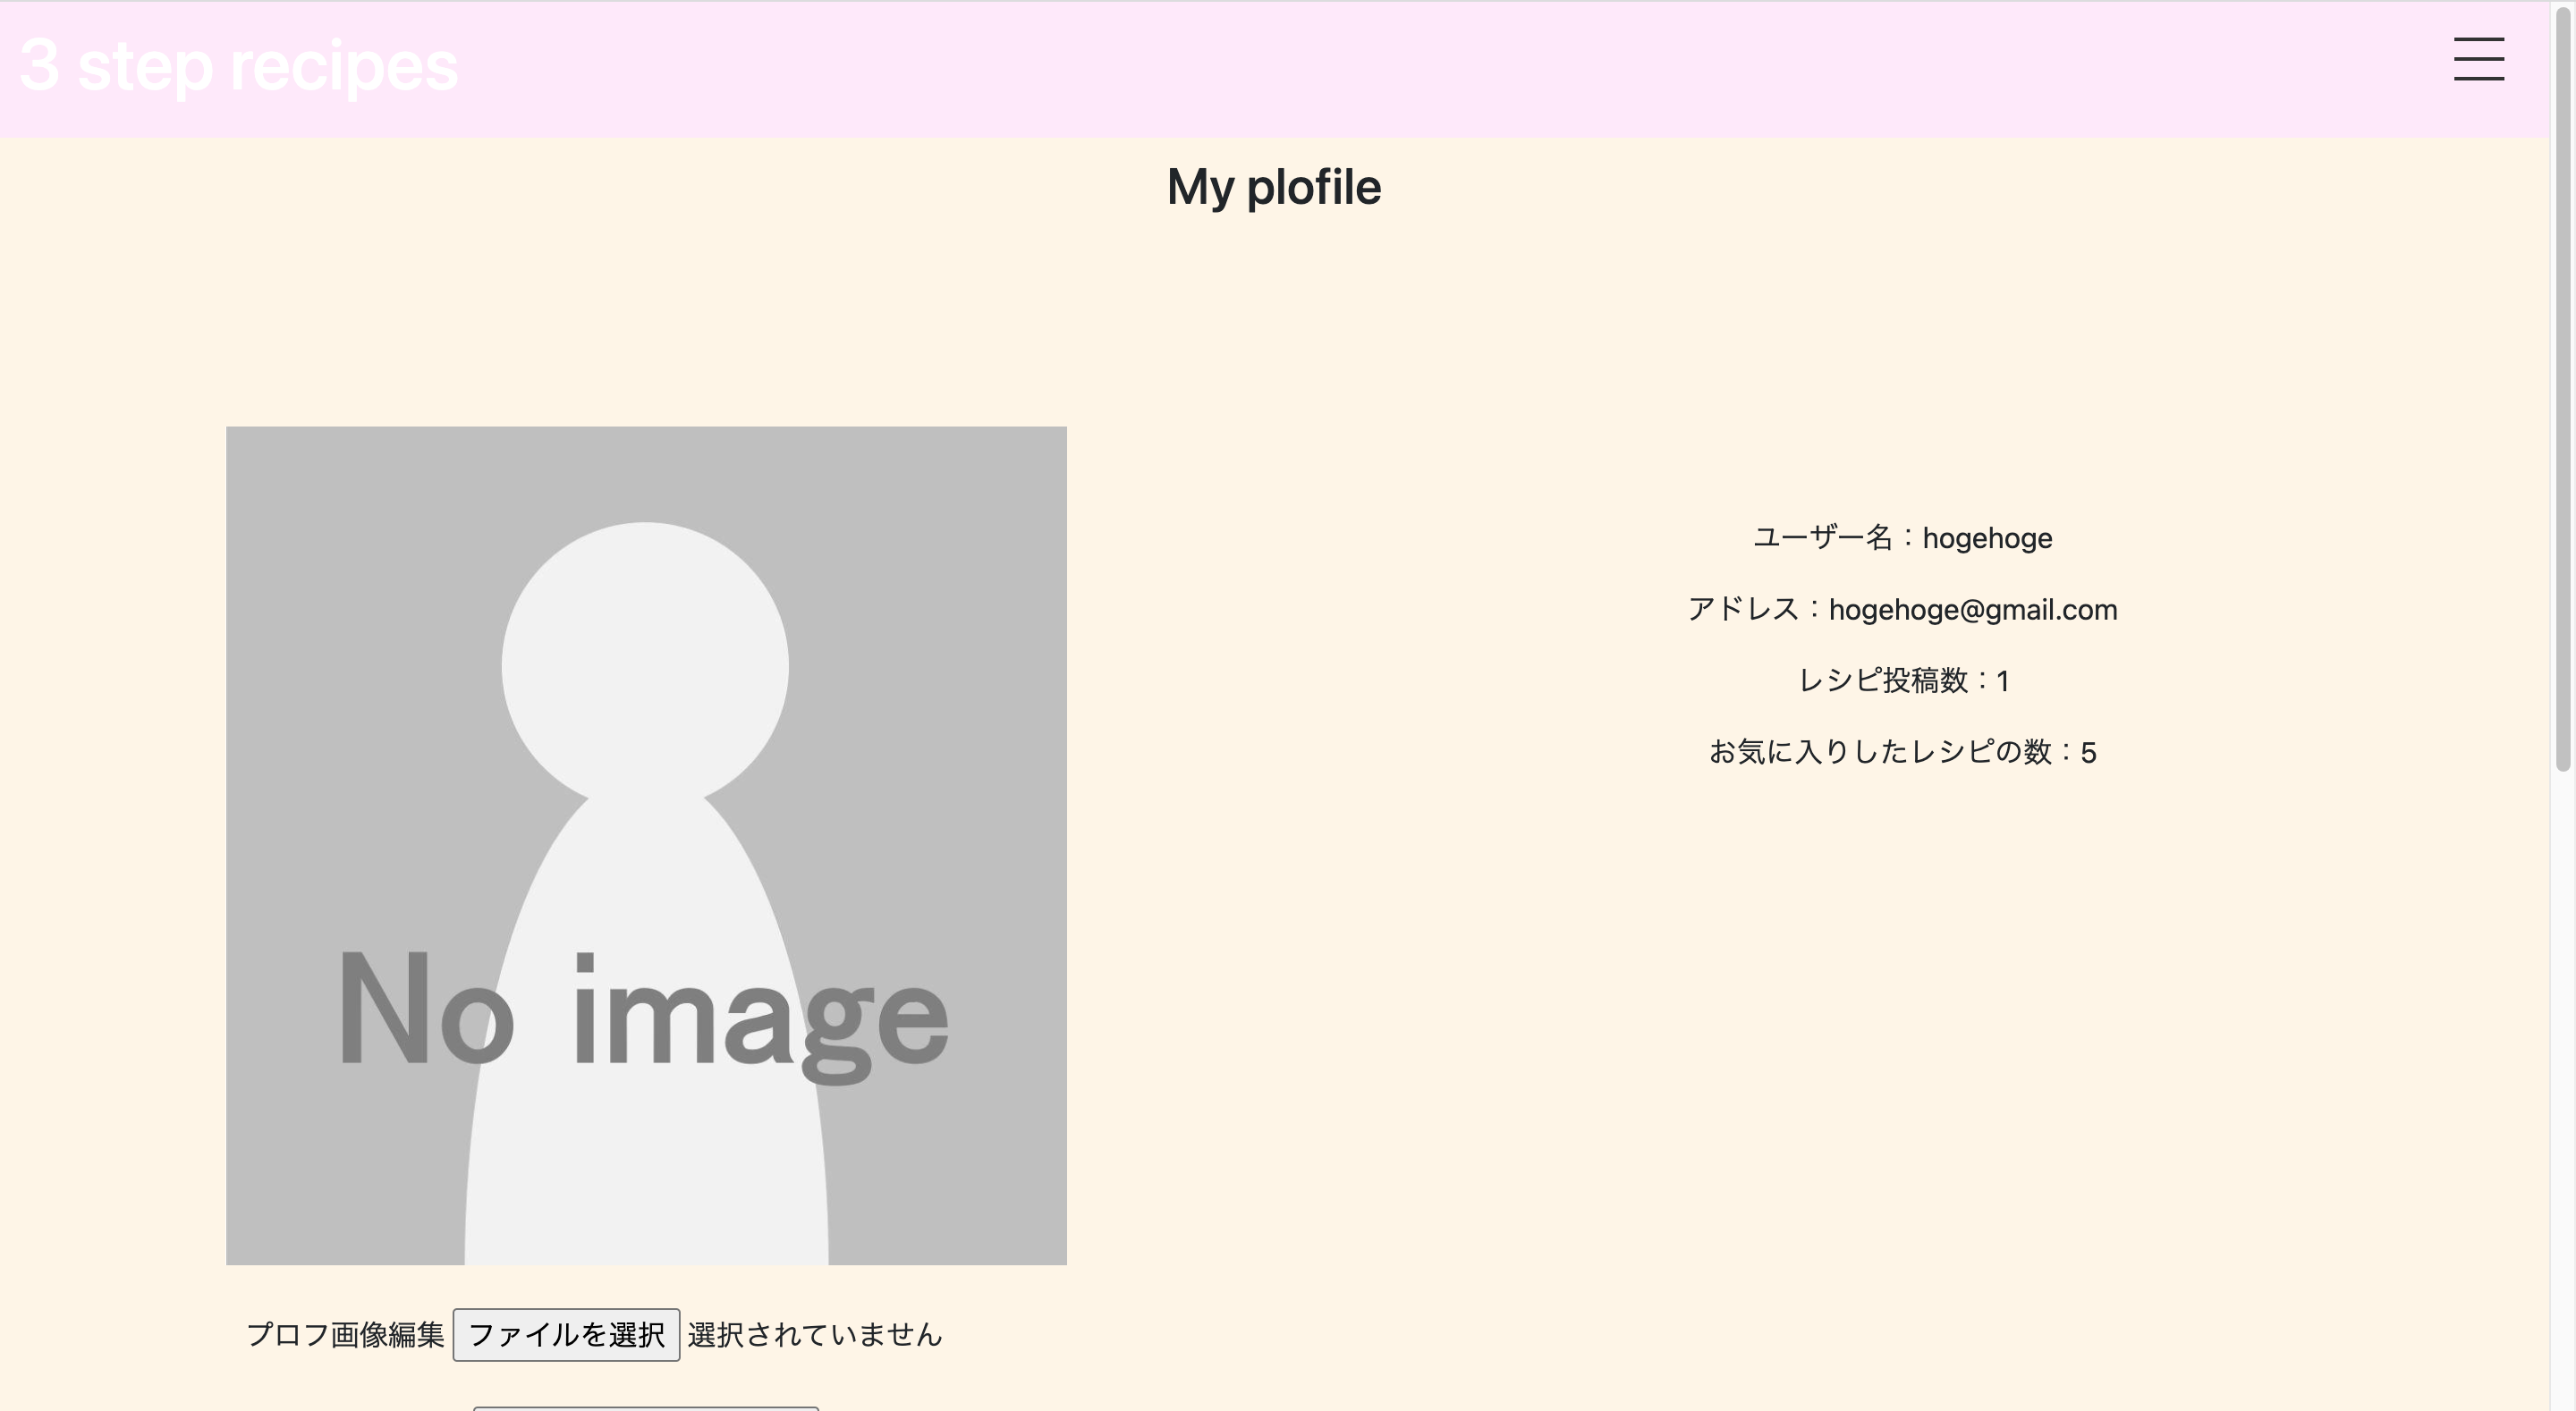 3 step recipes
My plofile
ユーザー名：hogehoge
アドレス：hogehoge@gmail.com
レシピ投稿数：1
お気に入りしたレシピの数：5
No image
プロフ画像編集 ファイルを選択 選択されていません